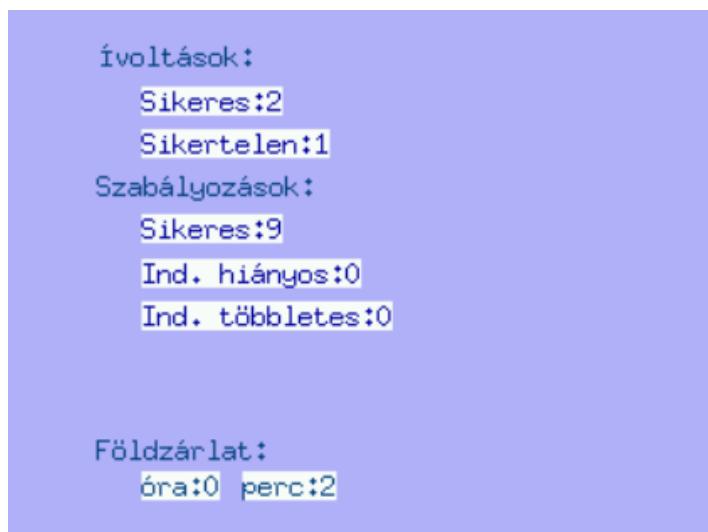 Ívoltások:
Sikeres:2
Sikertelen:1
Szabályozások:
Sikeres:9
Ind. hiányos:0
Ind. többletes:0
Földzárlat:
óra:0 perc:2